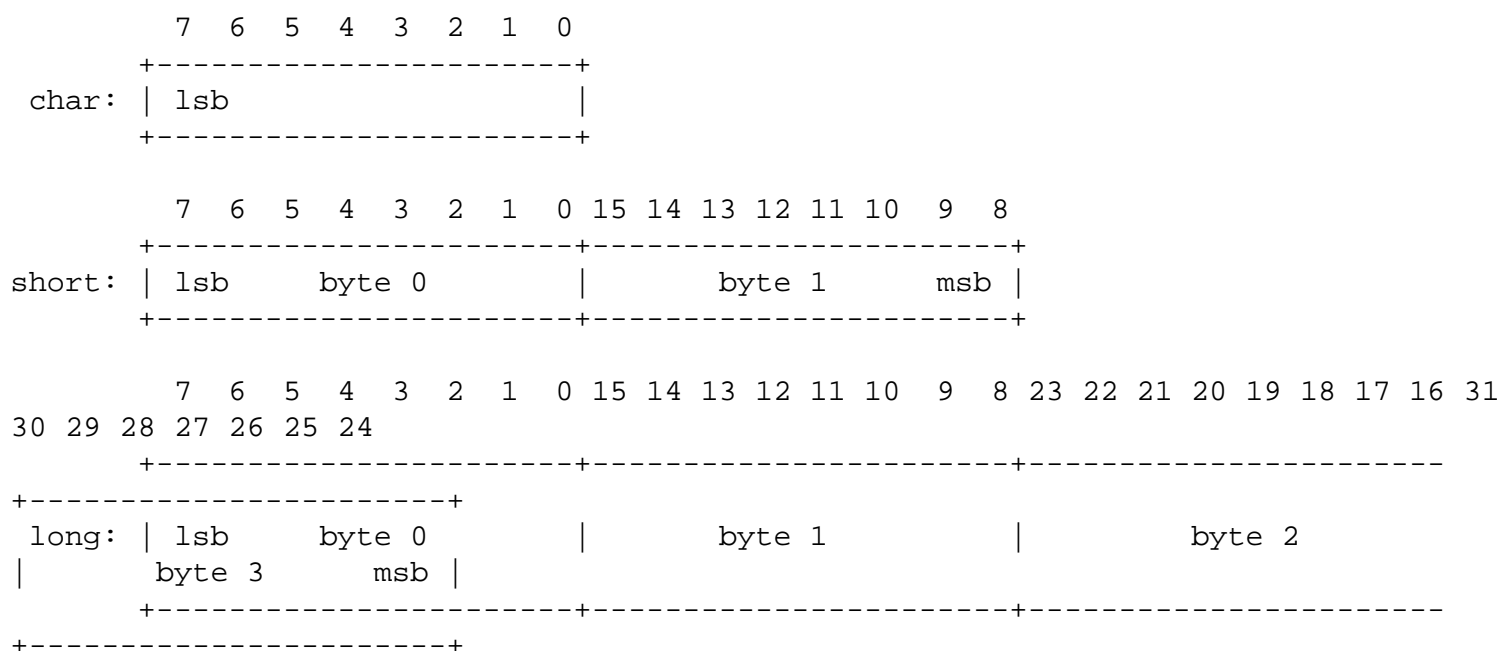 7  6  5  4  3  2  1  0
       +-----------------------+
 char: | lsb                   |
       +-----------------------+

         7  6  5  4  3  2  1  0 15 14 13 12 11 10  9  8
       +-----------------------+-----------------------+
short: | lsb     byte 0        |       byte 1      msb |
       +-----------------------+-----------------------+

         7  6  5  4  3  2  1  0 15 14 13 12 11 10  9  8 23 22 21 20 19 18 17 16 31
30 29 28 27 26 25 24
       +-----------------------+-----------------------+-----------------------
+-----------------------+
 long: | lsb     byte 0        |       byte 1          |         byte 2
|       byte 3      msb |
       +-----------------------+-----------------------+-----------------------
+-----------------------+